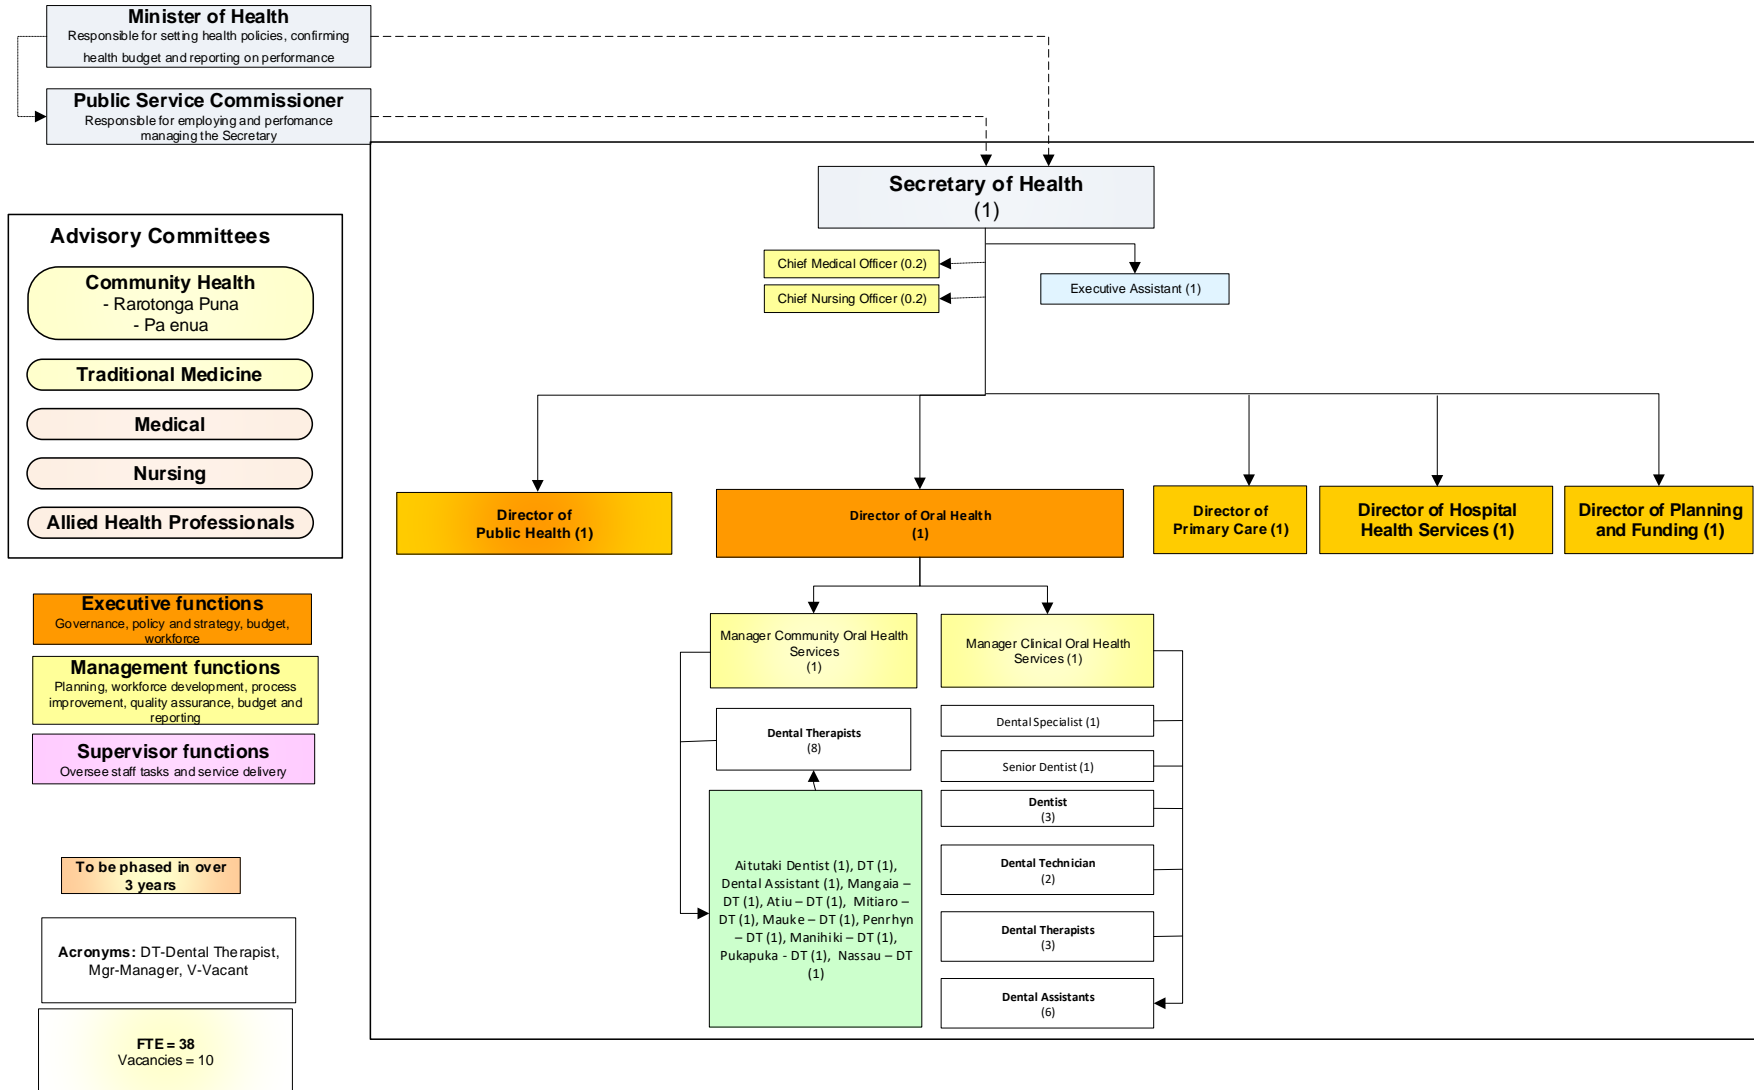 Minister of Health
Responsible for setting health policies, confirming
health budget and reporting on performance
Public Service Commissioner
Responsible for employing and perfomance
managing the Secretary
Secretary of Health
(1)
Chief Medical Officer (0.2)
Chief Nursing Officer (0.2)
Executive Assistant (1)
Advisory Committees
Community Health
- Rarotonga Puna
- Pa enua
Traditional Medicine
Medical
Nursing
Allied Health Professionals
Director of
Public Health (1)
Director of Oral Health
(1)
Director of
Primary Care (1)
Director of Hospital
Health Services (1)
Director of Planning
and Funding (1)
Executive functions
Governance, policy and strategy, budget,
workforce
Management functions
Planning, workforce development, process
improvement, quality assurance, budget and
reporting
Supervisor functions
Oversee staff tasks and service delivery
To be phased in over
3 years
Acronyms: DT-Dental Therapist,
Mgr-Manager, V-Vacant
FTE = 38
Vacancies = 10
Manager Community Oral Health
Services
(1)
Dental Therapists
(8)
Aitutaki Dentist (1), DT (1),
Dental Assistant (1), Mangaia –
DT (1), Atiu – DT (1), Mitiaro –
DT (1), Mauke – DT (1), Penrhyn
– DT (1), Manihiki – DT (1),
Pukapuka - DT (1), Nassau – DT
(1)
Manager Clinical Oral Health
Services (1)
Dental Specialist (1)
Senior Dentist (1)
Dentist
(3)
Dental Technician
(2)
Dental Therapists
(3)
Dental Assistants
(6)